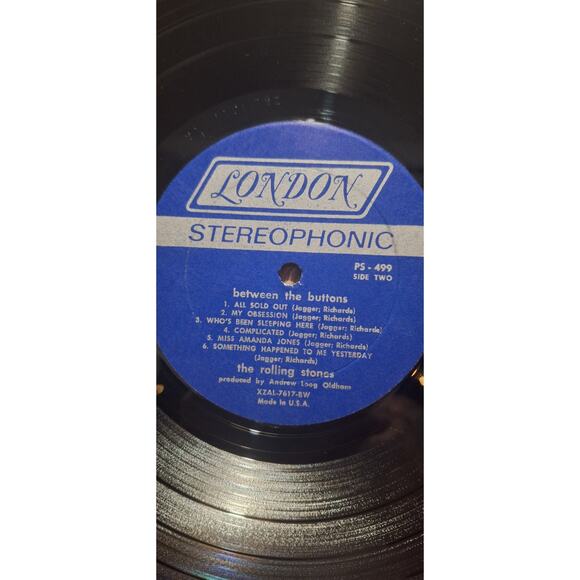 LONDON
STEREOPHONIC
PS - 499
SIDE TWO
between the buttons
1. ALL SOLD OUT (Jagger; Richards)
2. MY OBSESSION (Jagger; Richards)
3. WHO'S BEEN SLEEPING HERE (Jagger; Richards)
4. COMPLICATED (Jagger; Richards)
5. MISS AMANDA JONES (Jagger; Richards)
6. SOMETHING HAPPENED TO ME YESTERDAY
(Jagger; Richards)
the rolling stones
produced by Andrew Loog Oldham
XZAL-7617-BW
Made in U.S.A.